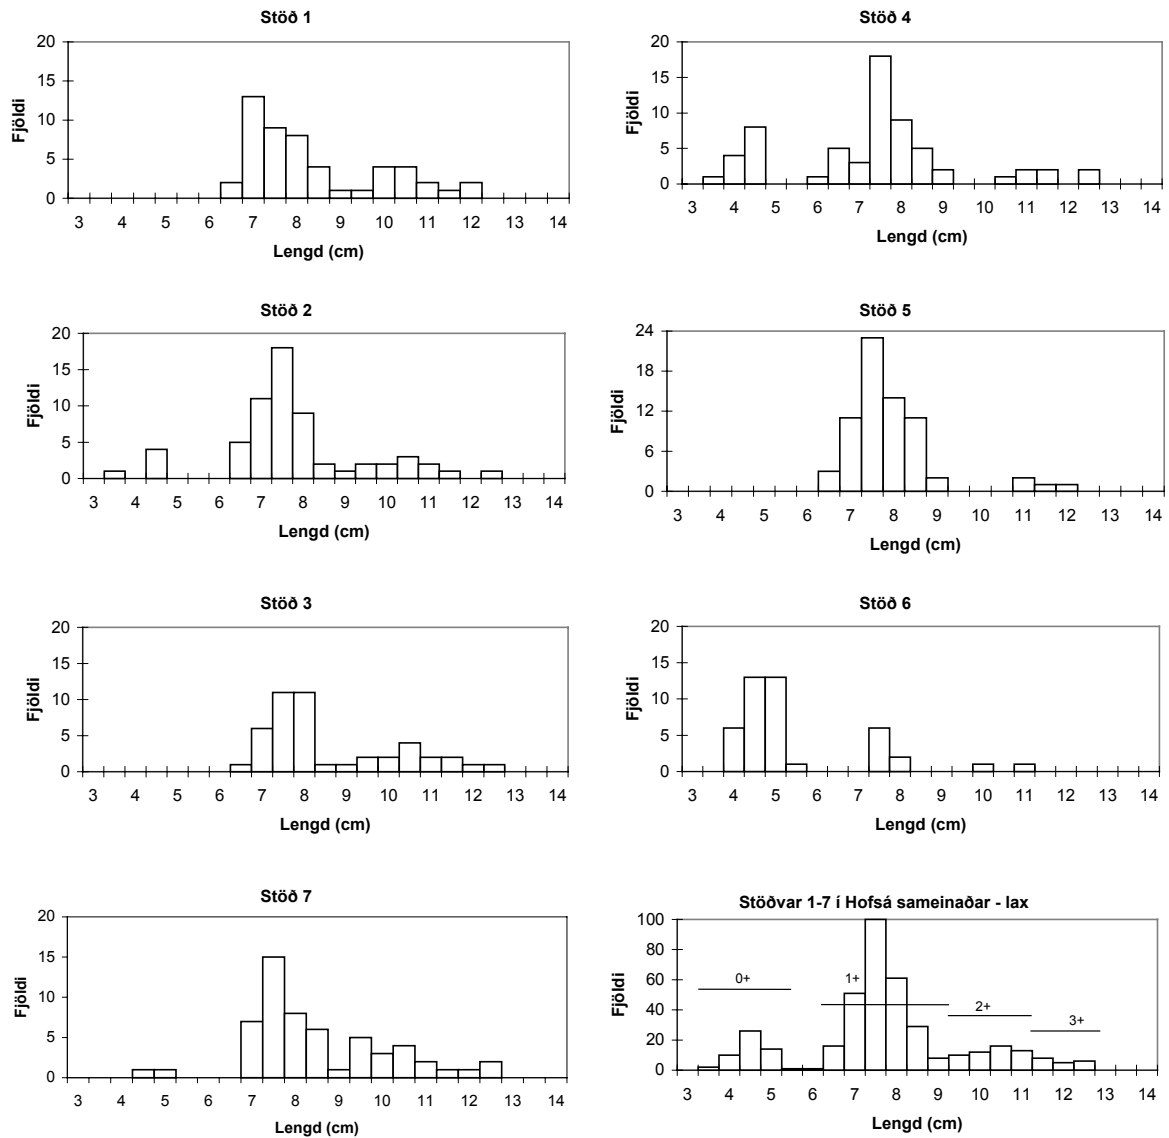 Stöð 1
20
15
10
5
0
Fjöldi
3 4 5 6 7 8 9 10 11 12 13 14
Lengd (cm)
Stöð 4
20
15
10
5
0
Fjöldi
3 4 5 6 7 8 9 10 11 12 13 14
Lengd (cm)
Stöð 2
20
15
10
5
0
Fjöldi
3 4 5 6 7 8 9 10 11 12 13 14
Lengd (cm)
Stöð 5
24
18
12
6
0
Fjöldi
3 4 5 6 7 8 9 10 11 12 13 14
Lengd (cm)
Stöð 3
20
15
10
5
0
Fjöldi
3 4 5 6 7 8 9 10 11 12 13 14
Lengd (cm)
Stöð 6
20
15
10
5
0
Fjöldi
3 4 5 6 7 8 9 10 11 12 13 14
Lengd (cm)
Stöð 7
20
15
10
5
0
Fjöldi
3 4 5 6 7 8 9 10 11 12 13 14
Lengd (cm)
Stöðvar 1-7 í Hofsá sameinaðar - lax
100
80
60
40
20
0
Fjöldi
0+
1+
2+
3+
3 4 5 6 7 8 9 10 11 12 13 14
Lengd (cm)